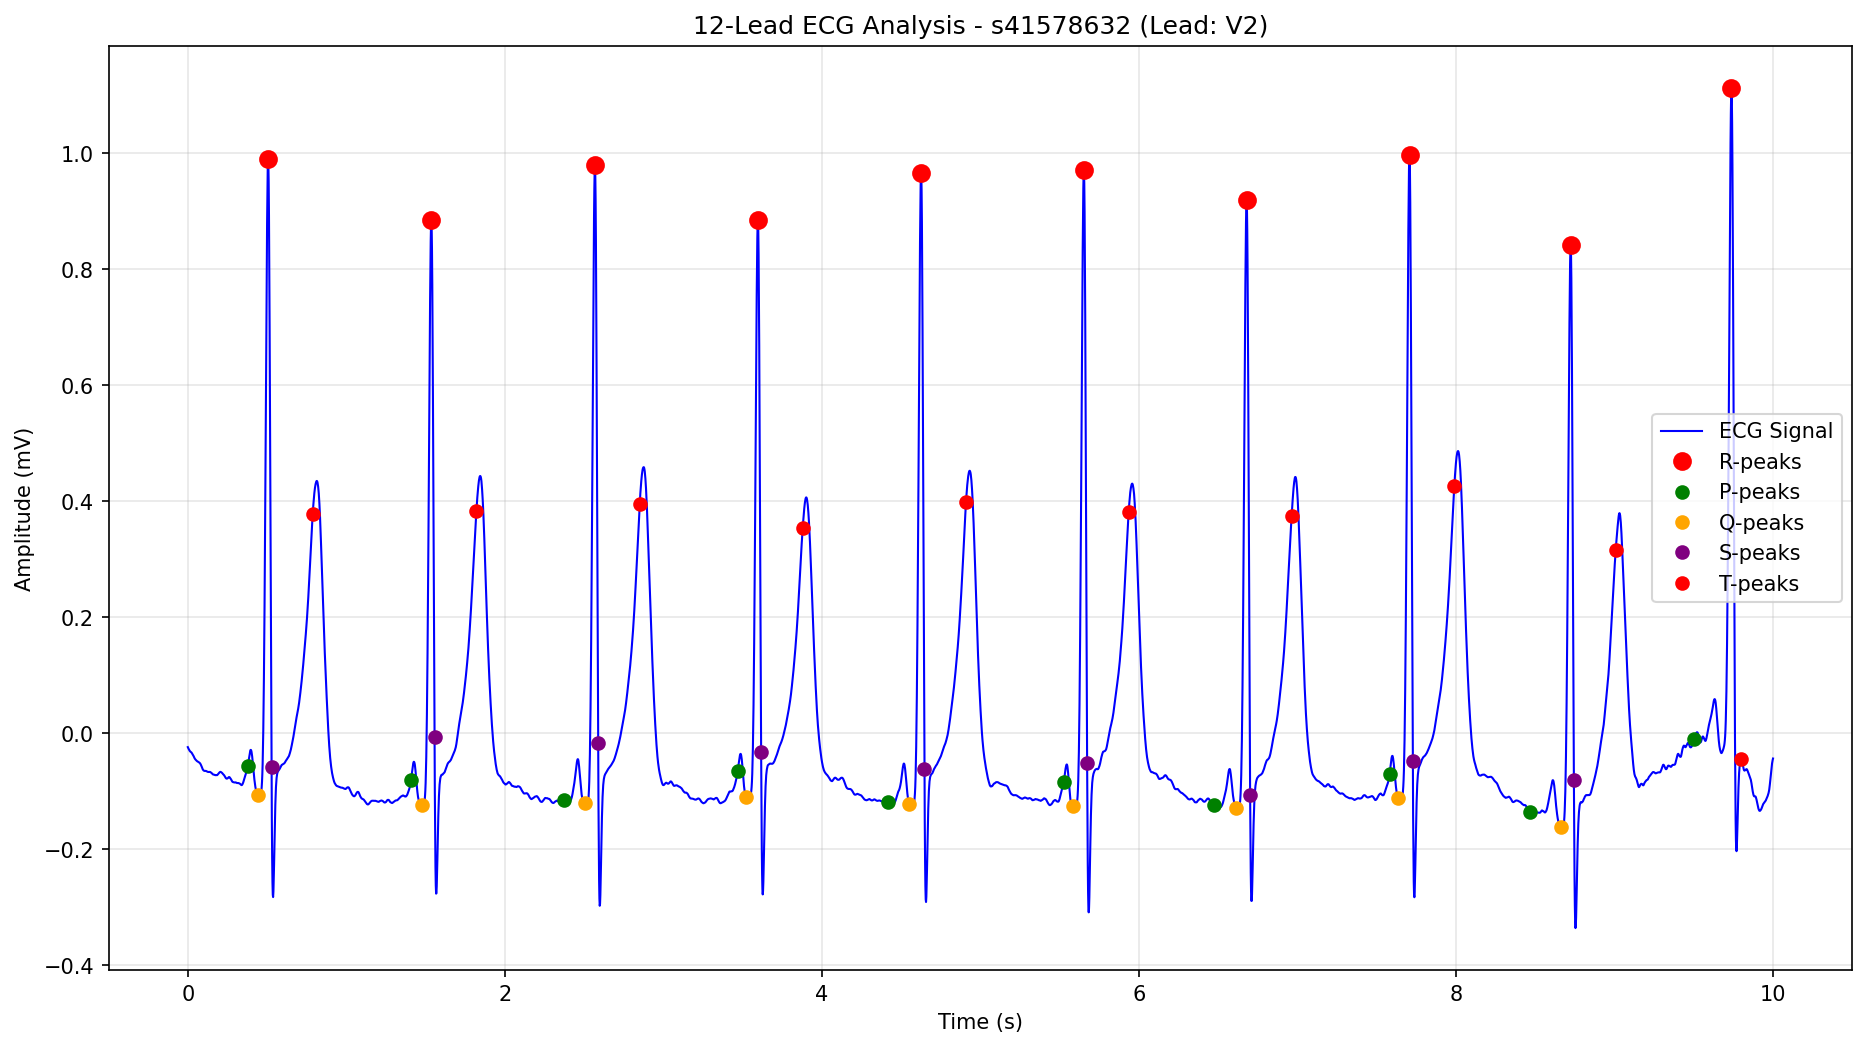 12-Lead ECG Analysis - s41578632 (Lead: V2)
Amplitude (mV)
1.0
0.8
0.6
0.4
0.2
0.0
−0.2
−0.4
ECG Signal
R-peaks
P-peaks
Q-peaks
S-peaks
T-peaks
0 2 4 6 8 10
Time (s)